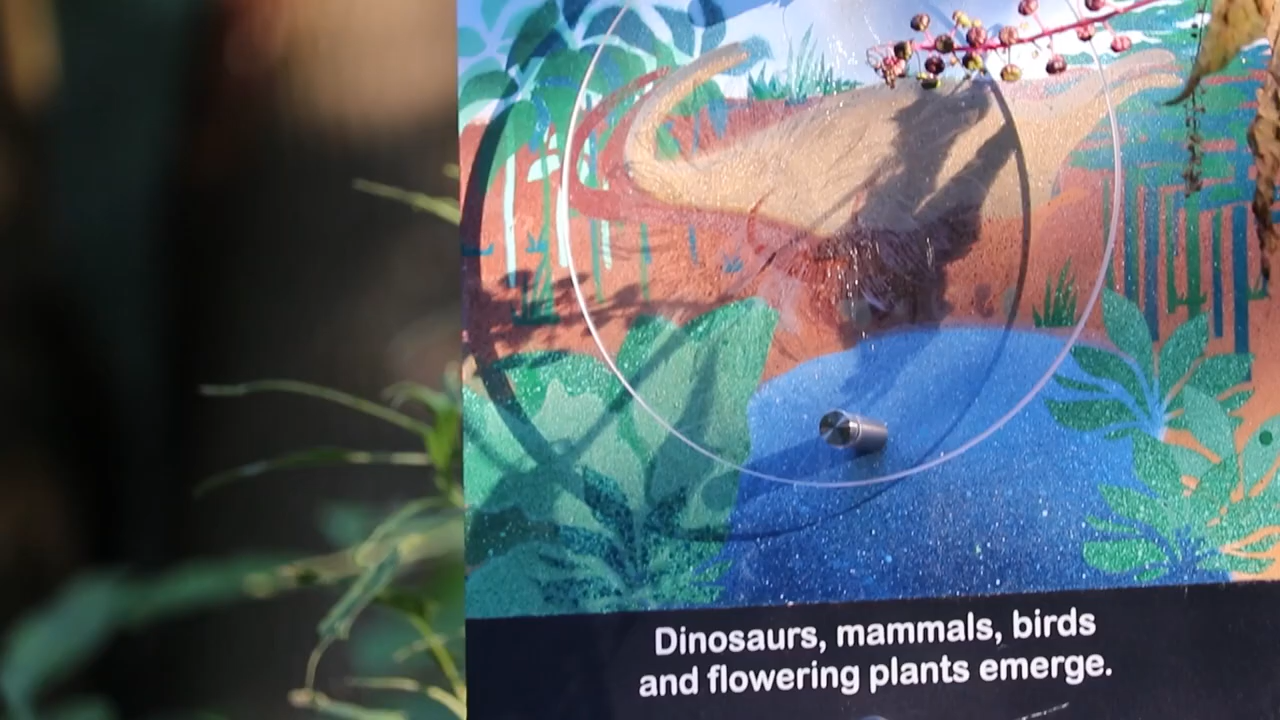 Dinosaurs, mammals, birds
and flowering plants emerge.